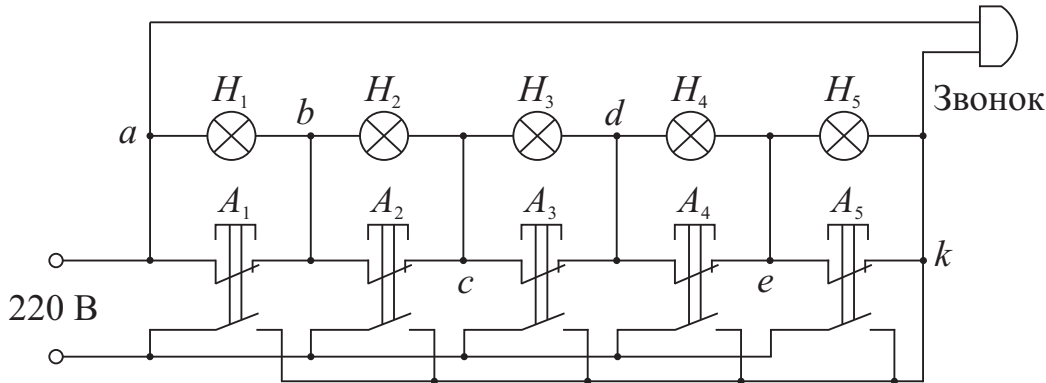 Звонок
H₁ H₂ H₃ H₄ H₅
a b d
A₁ A₂ A₃ A₄ A₅
c e k
220 В